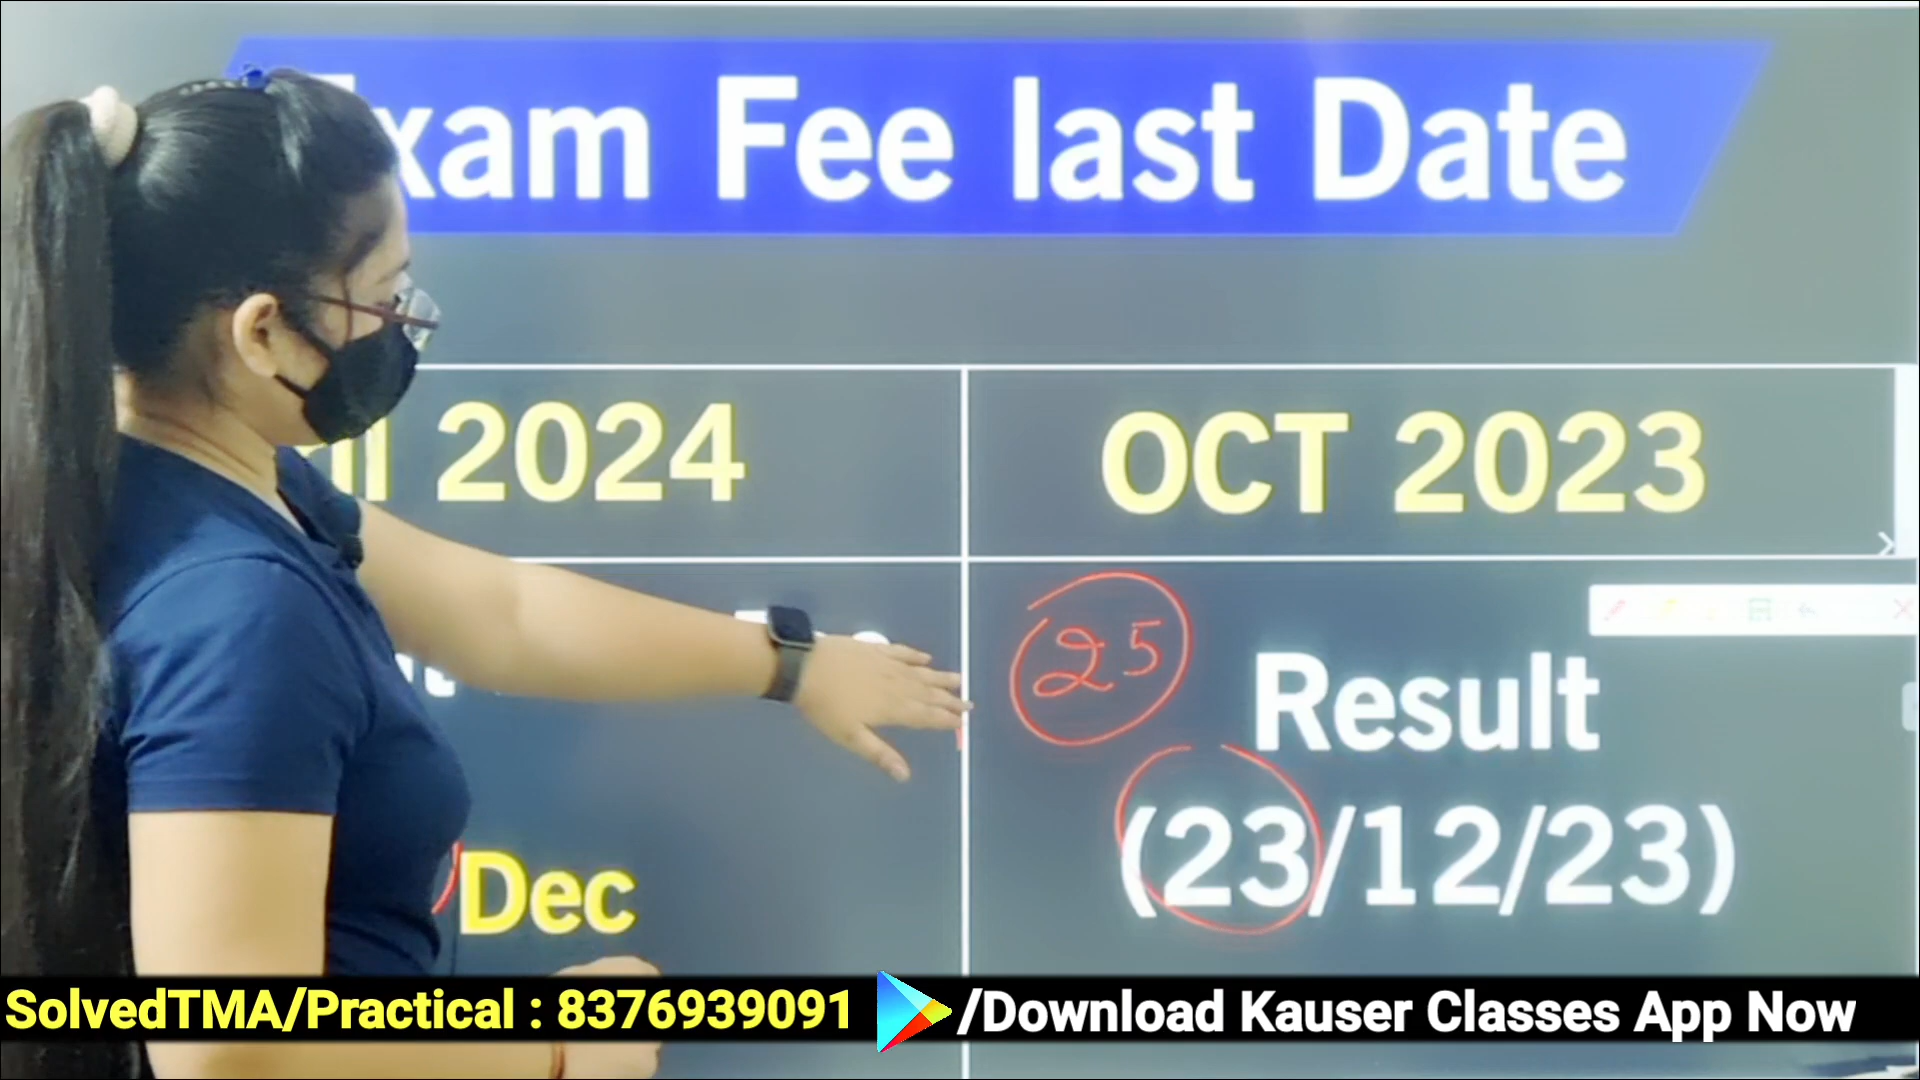 Exam Fee last Date
2024
OCT 2023
25
Result
(23/12/23)
/Dec
SolvedTMA/Practical : 8376939091
/Download Kauser Classes App Now